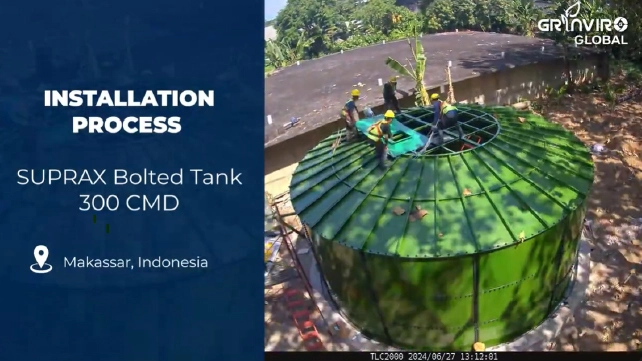 INSTALLATION
PROCESS
SUPRAX Bolted Tank
300 CMD
Makassar, Indonesia
GRINVIRO
GLOBAL
TLC2000 2024/06/27 13:12:01